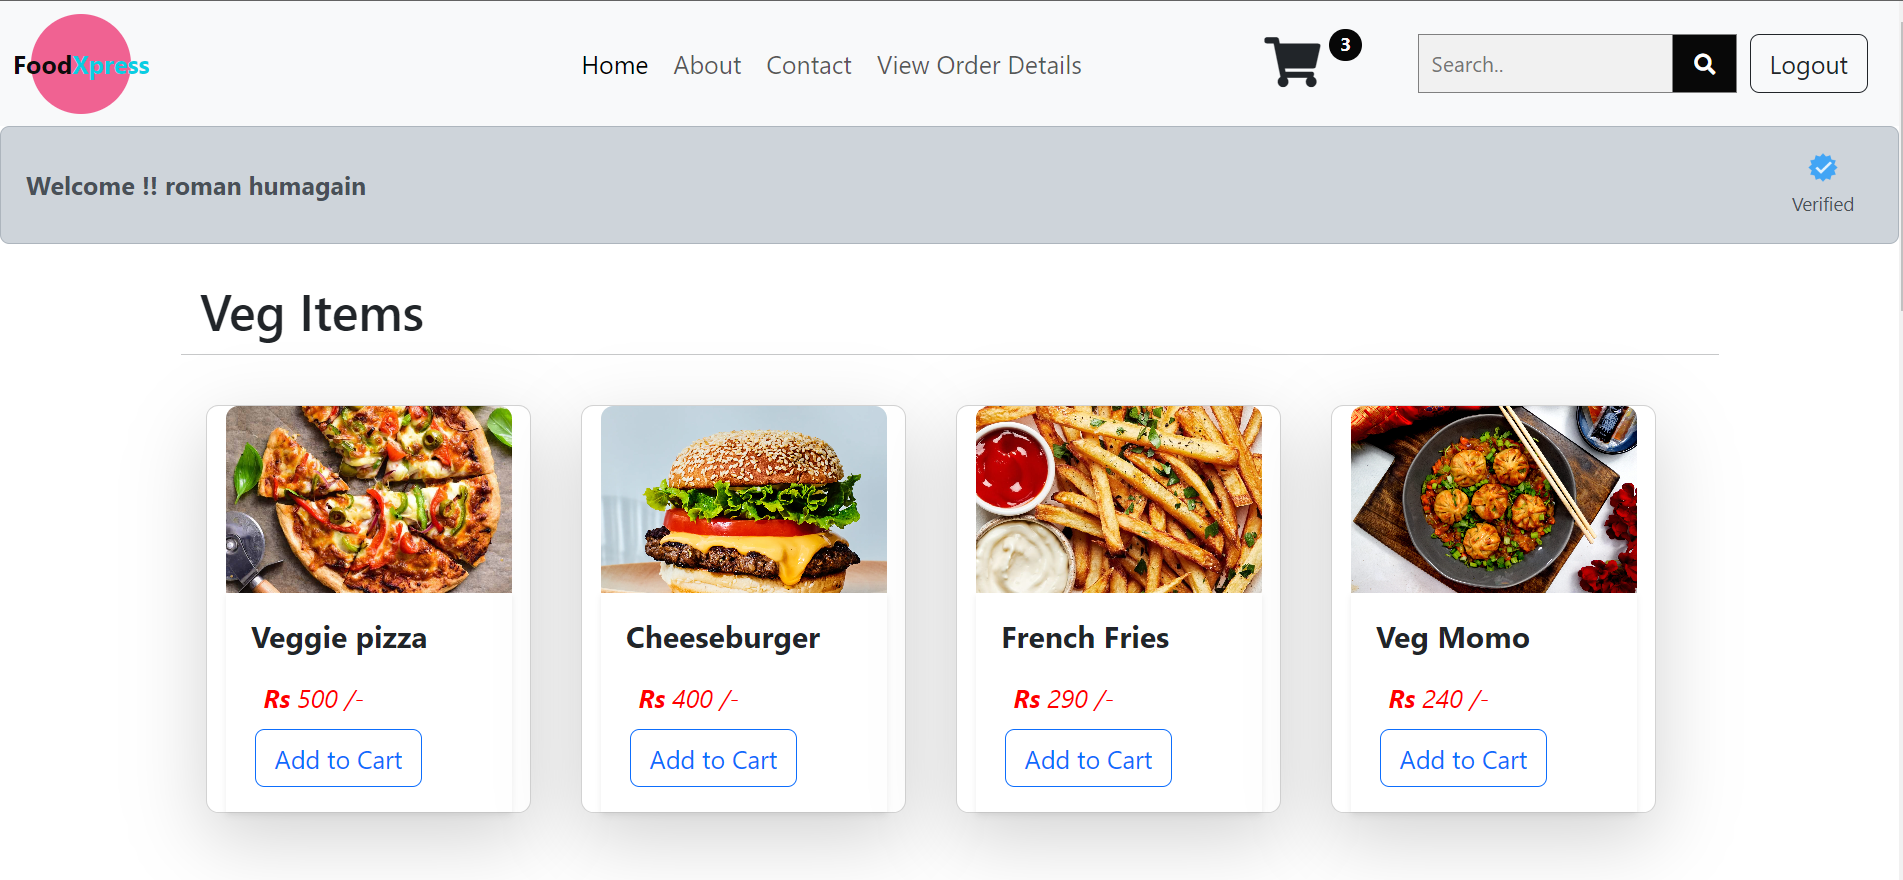 FoodXpress
Home About Contact View Order Details
3
Search..
Logout
Welcome !! roman humagain
Verified
Veg Items
Veggie pizza
Rs 500 /-
Add to Cart
Cheeseburger
Rs 400 /-
Add to Cart
French Fries
Rs 290 /-
Add to Cart
Veg Momo
Rs 240 /-
Add to Cart